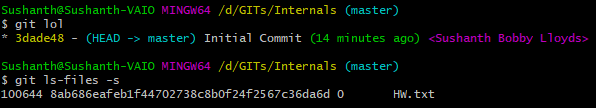 Sushanth@Sushanth-VAIO MINGW64 /d/GITs/Internals (master)
$ git lol
* 3dade48 - (HEAD -> master) Initial Commit (14 minutes ago) <Sushanth Bobby Lloyds>
Sushanth@Sushanth-VAIO MINGW64 /d/GITs/Internals (master)
$ git ls-files -s
100644 8ab686eafeb1f44702738c8b0f24f2567c36da6d 0       HW.txt